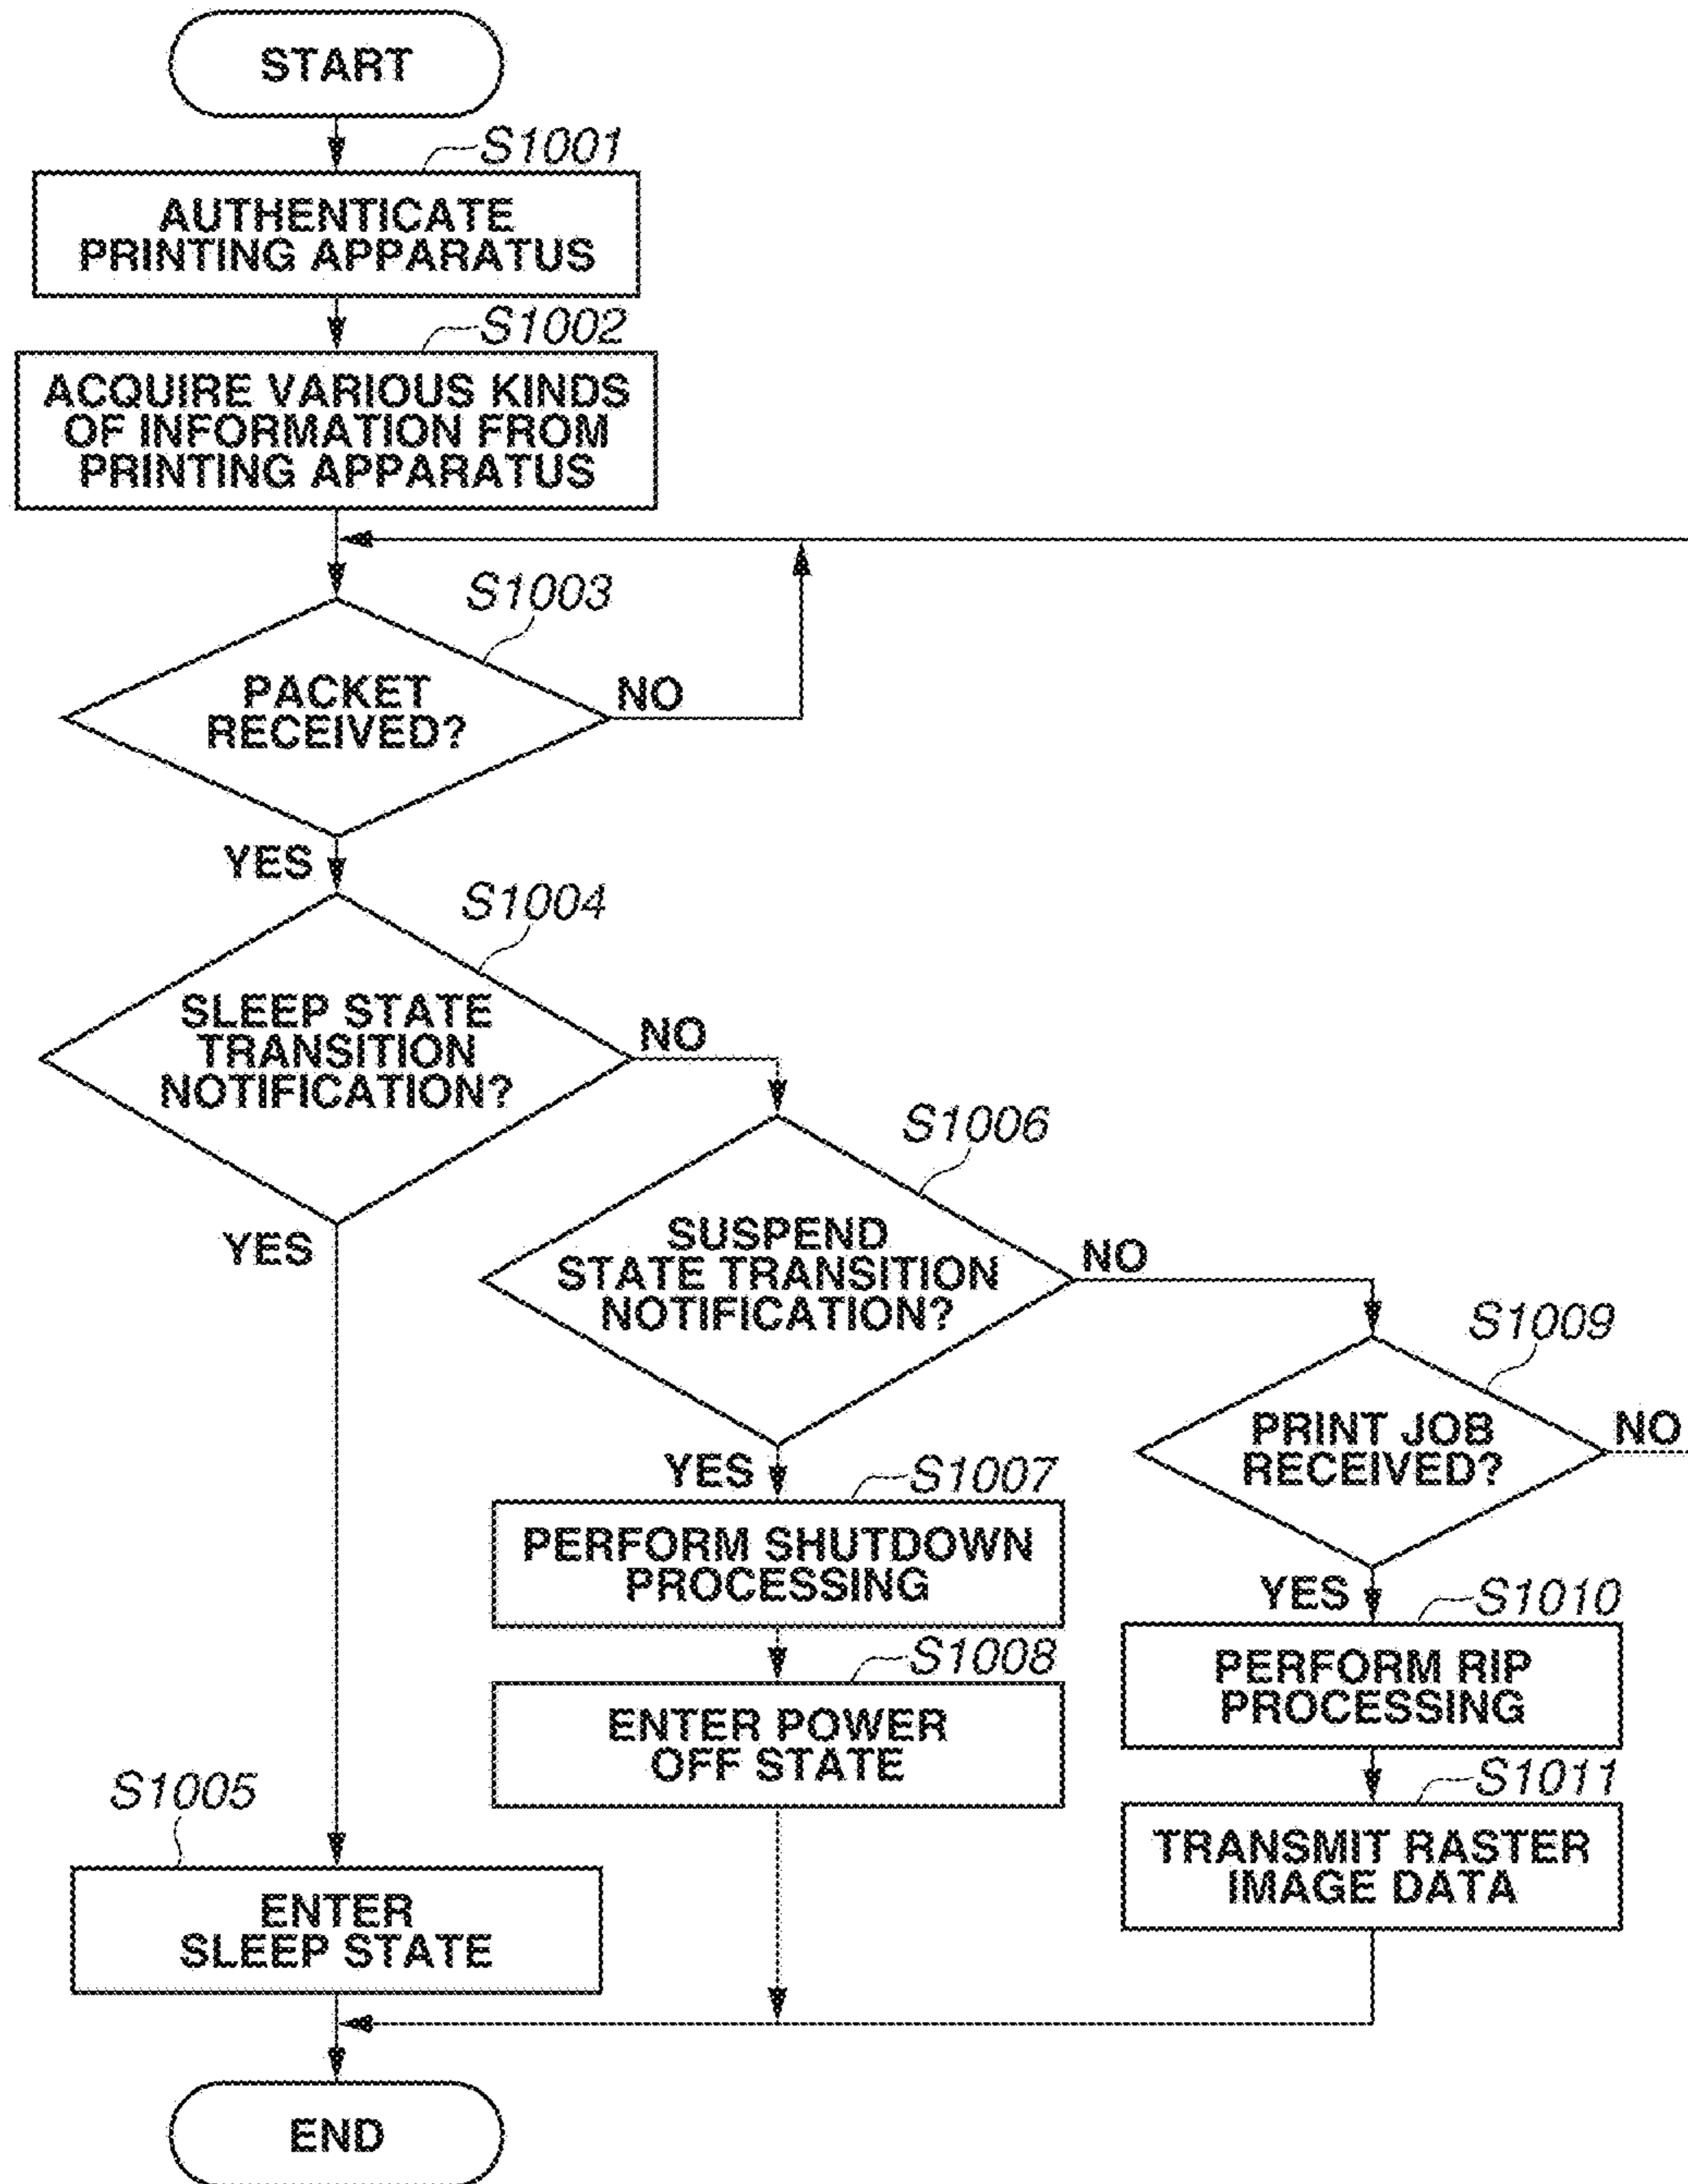 START
S1001
AUTHENTICATE
PRINTING APPARATUS
S1002
ACQUIRE VARIOUS KINDS
OF INFORMATION FROM
PRINTING APPARATUS
S1003
PACKET
RECEIVED?
NO
YES
S1004
SLEEP STATE
TRANSITION
NOTIFICATION?
NO
YES
S1006
SUSPEND
STATE TRANSITION
NOTIFICATION?
NO
YES
S1009
PRINT JOB
RECEIVED?
NO
YES
S1007
PERFORM SHUTDOWN
PROCESSING
S1008
ENTER POWER
OFF STATE
S1010
PERFORM RIP
PROCESSING
S1011
TRANSMIT RASTER
IMAGE DATA
S1005
ENTER
SLEEP STATE
END